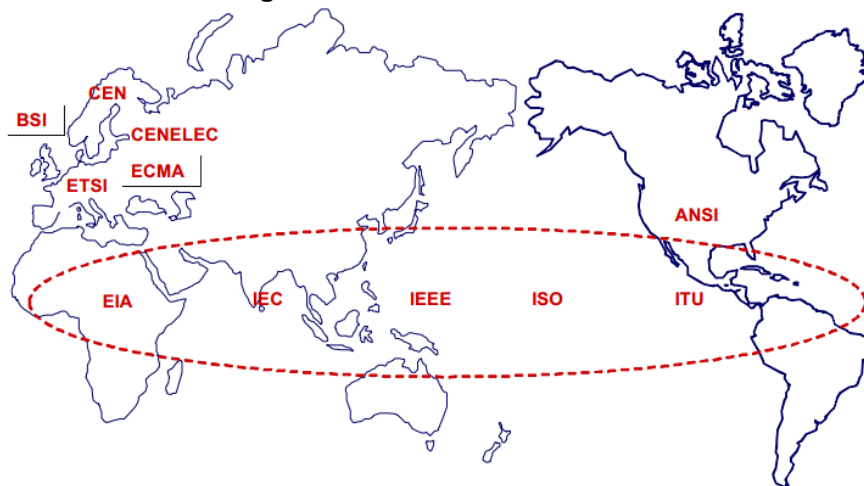 CEN
BSI
CENELEC
ECMA
ETSI
ANSI
EIA IEC IEEE ISO ITU